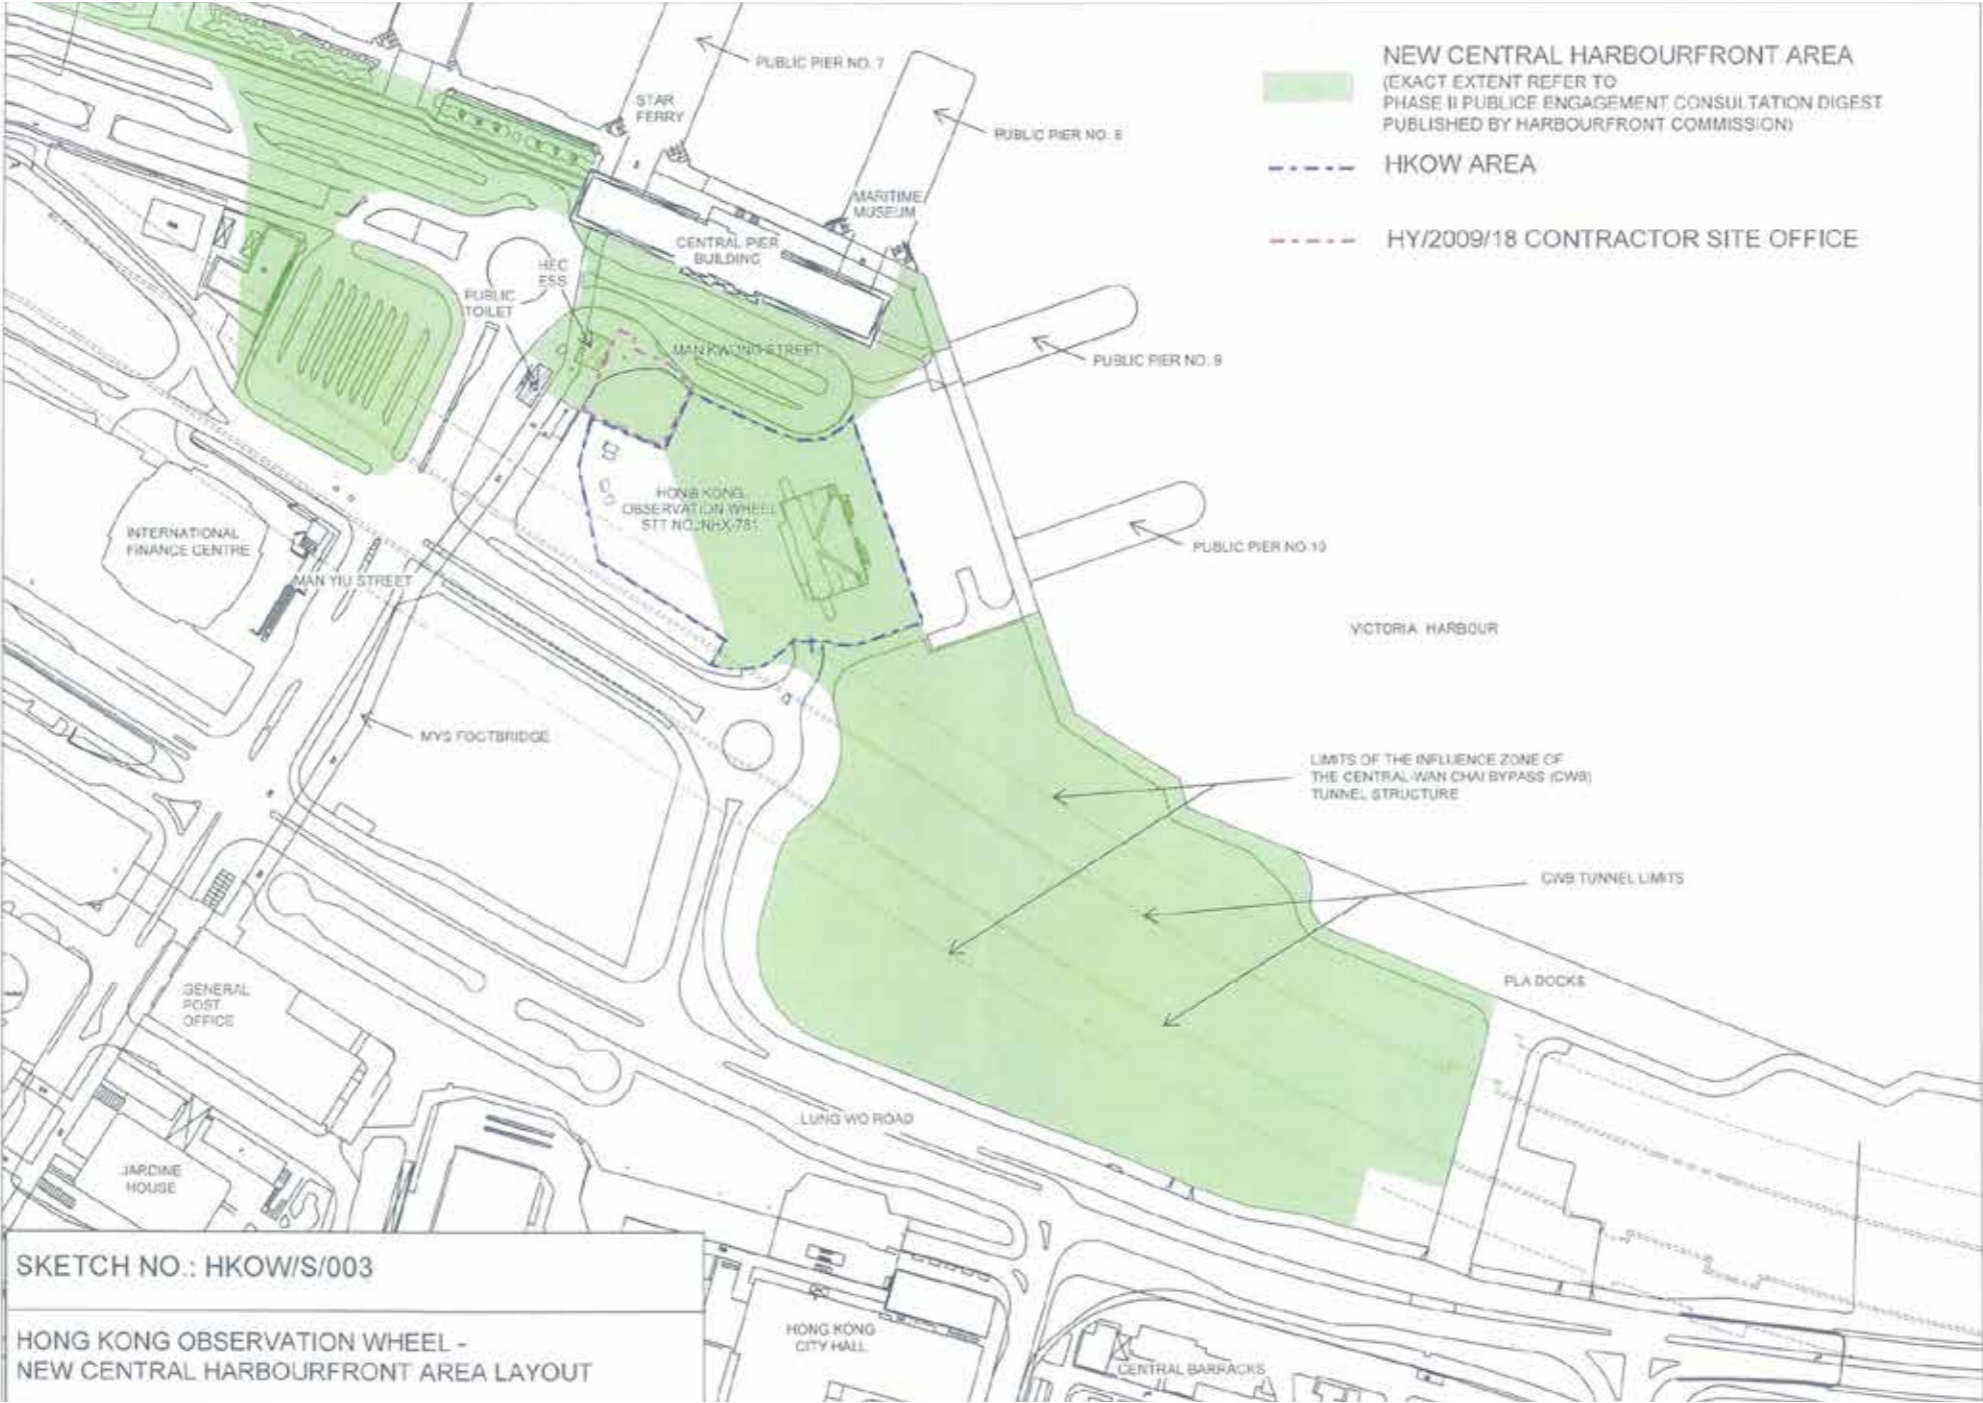 NEW CENTRAL HARBOURFRONT AREA
(EXACT EXTENT REFER TO
PHASE II PUBLICE ENGAGEMENT CONSULTATION DIGEST
PUBLISHED BY HARBOURFRONT COMMISSION)
HKOW AREA
HY/2009/18 CONTRACTOR SITE OFFICE
PUBLIC PIER NO. 7
STAR
FERRY
PUBLIC PIER NO. 8
MARITIME
MUSEUM
CENTRAL PIER
BUILDING
HEC
ESS
PUBLIC
TOILET
MAN KWONG STREET
PUBLIC PIER NO. 9
HONG KONG
OBSERVATION WHEEL
STT NO.:NHX-781
INTERNATIONAL
FINANCE CENTRE
MAN YIU STREET
PUBLIC PIER NO.10
VICTORIA HARBOUR
MYS FOOTBRIDGE
LIMITS OF THE INFLUENCE ZONE OF
THE CENTRAL-WAN CHAI BYPASS (CWB)
TUNNEL STRUCTURE
CWB TUNNEL LIMITS
PLA DOCKS
GENERAL
POST
OFFICE
LUNG WO ROAD
JARDINE
HOUSE
SKETCH NO.: HKOW/S/003
HONG KONG OBSERVATION WHEEL -
NEW CENTRAL HARBOURFRONT AREA LAYOUT
HONG KONG
CITY HALL
CENTRAL BARRACKS